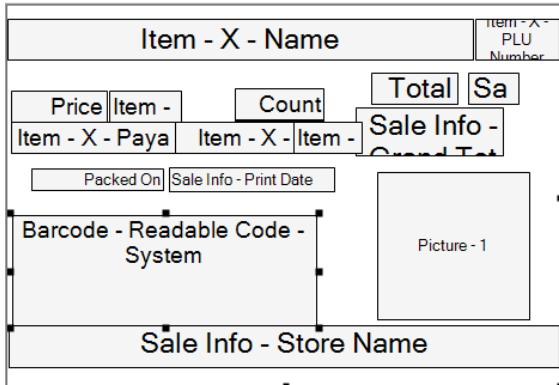 Item - X - Name
Item - X -
PLU
Number
Total
Sa
Price
Item -
Count
Sale Info -
Grand Tot
Item - X - Paya
Item - X -
Item -
Packed On
Sale Info - Print Date
Barcode - Readable Code -
System
Picture - 1
Sale Info - Store Name